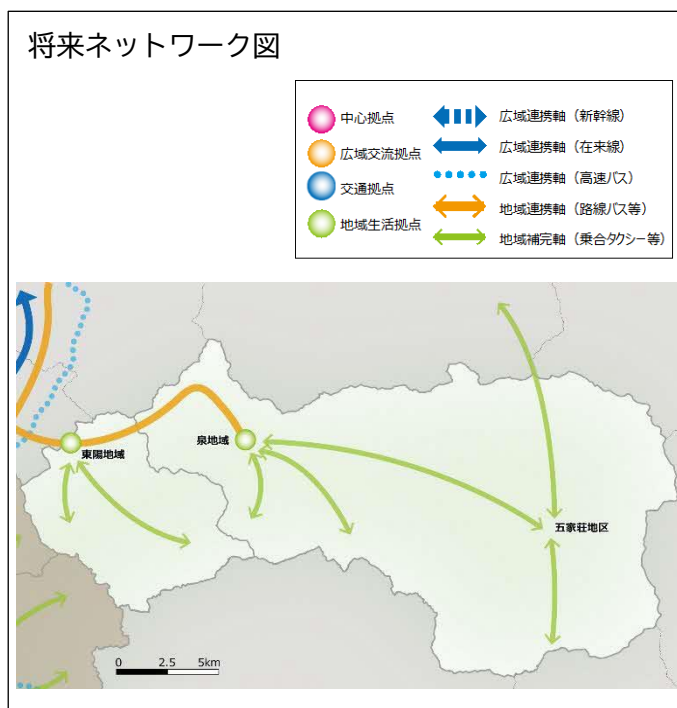 将来ネットワーク図
中心拠点
広域交流拠点
交通拠点
地域生活拠点
広域連携軸（新幹線）
広域連携軸（在来線）
広域連携軸（高速バス）
地域連携軸（路線バス等）
地域補完軸（乗合タクシー等）
東陽地域
泉地域
五家荘地区
0 2.5 5km